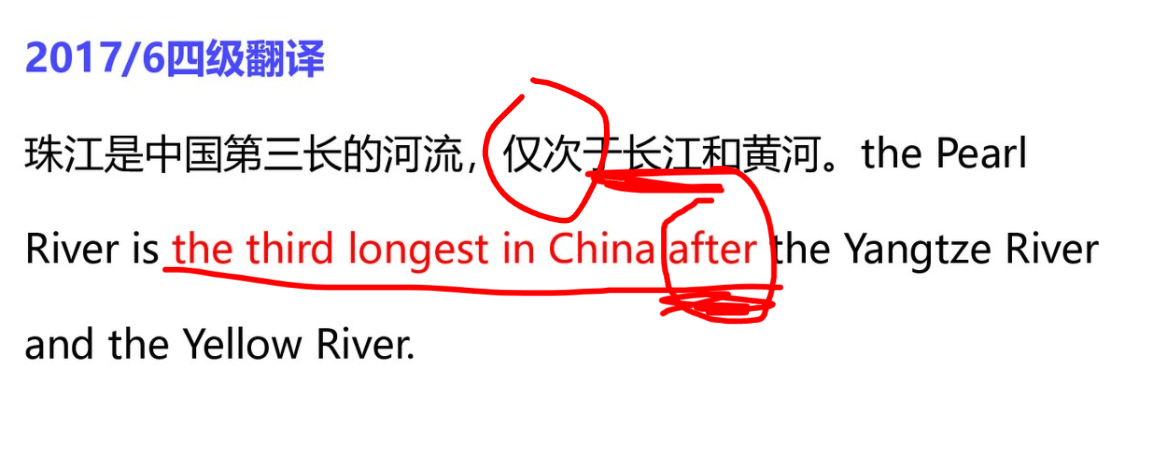 2017/6四级翻译
珠江是中国第三长的河流，仅次于长江和黄河。the Pearl
River is the third longest in China after the Yangtze River
and the Yellow River.